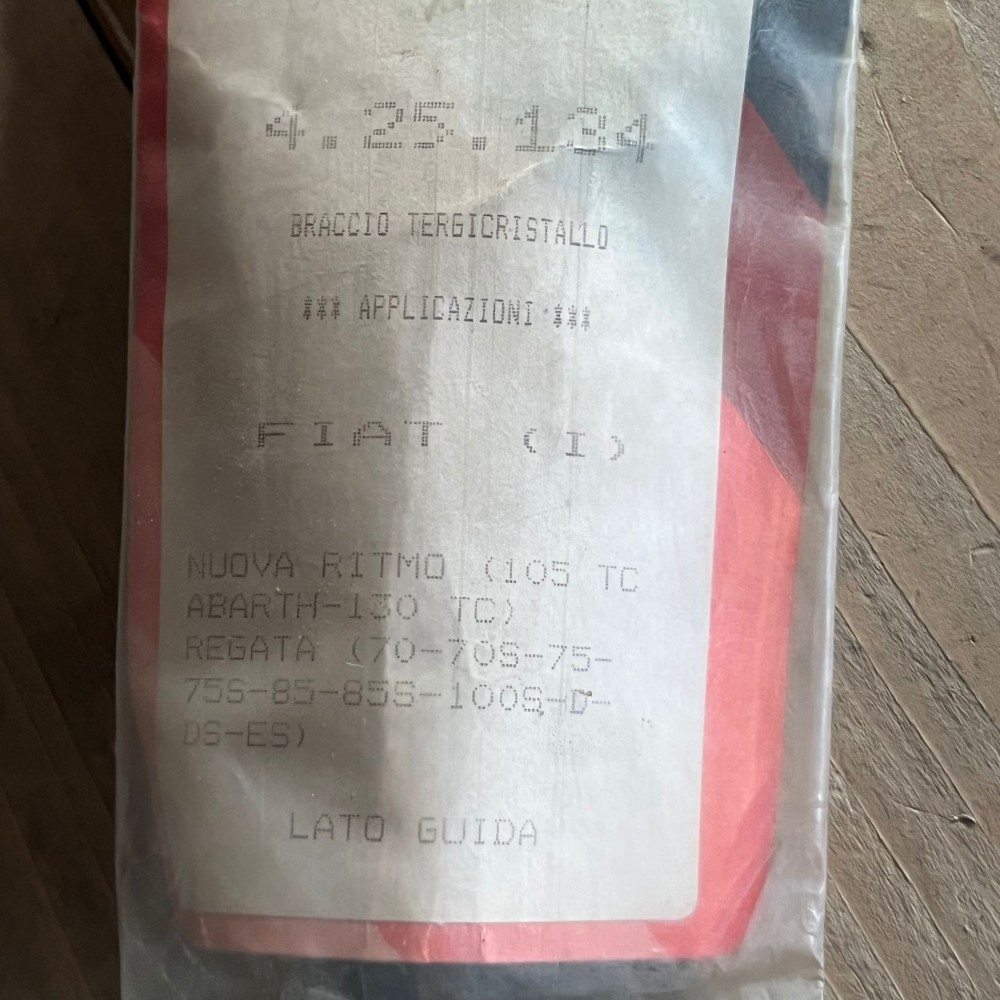 4.25.134
BRACCIO TERGICRISTALLO
*** APPLICAZIONI ***
FIAT (I)
NUOVA RITMO (105 TC
ABARTH-130 TC)
REGATA (70-70S-75-
75S-85-85S-100S-D-
DS-ES)
LATO GUIDA